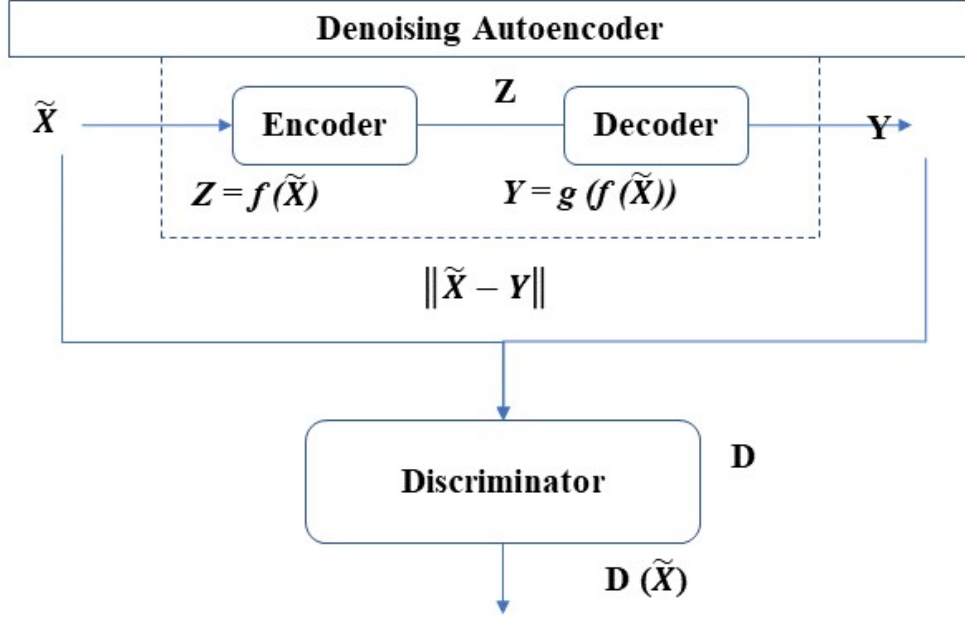 Denoising Autoencoder
X̃
Encoder
Z
Decoder
Y
Z = f(X̃)
Y = g (f (X̃))
‖X̃ − Y‖
Discriminator
D
D (X̃)